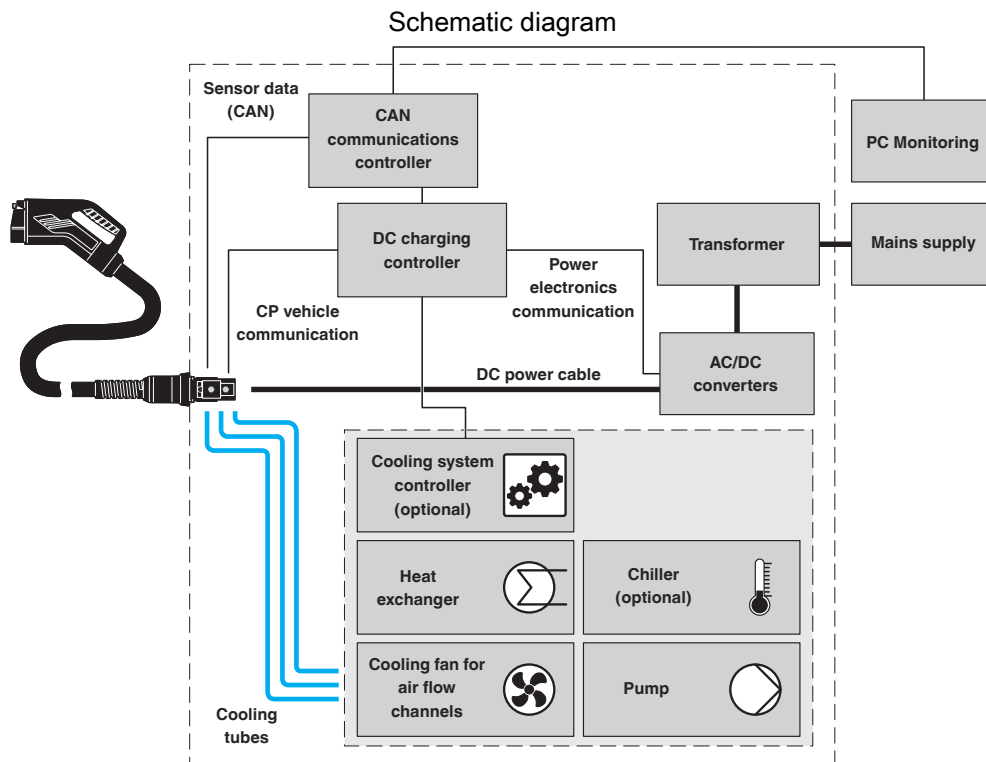 Schematic diagram
Sensor data
(CAN)
CAN
communications
controller
PC Monitoring
DC charging
controller
Transformer
Mains supply
Power
electronics
communication
CP vehicle
communication
AC/DC
converters
DC power cable
Cooling system
controller
(optional)
Heat
exchanger
Chiller
(optional)
Cooling fan for
air flow
channels
Pump
Cooling
tubes